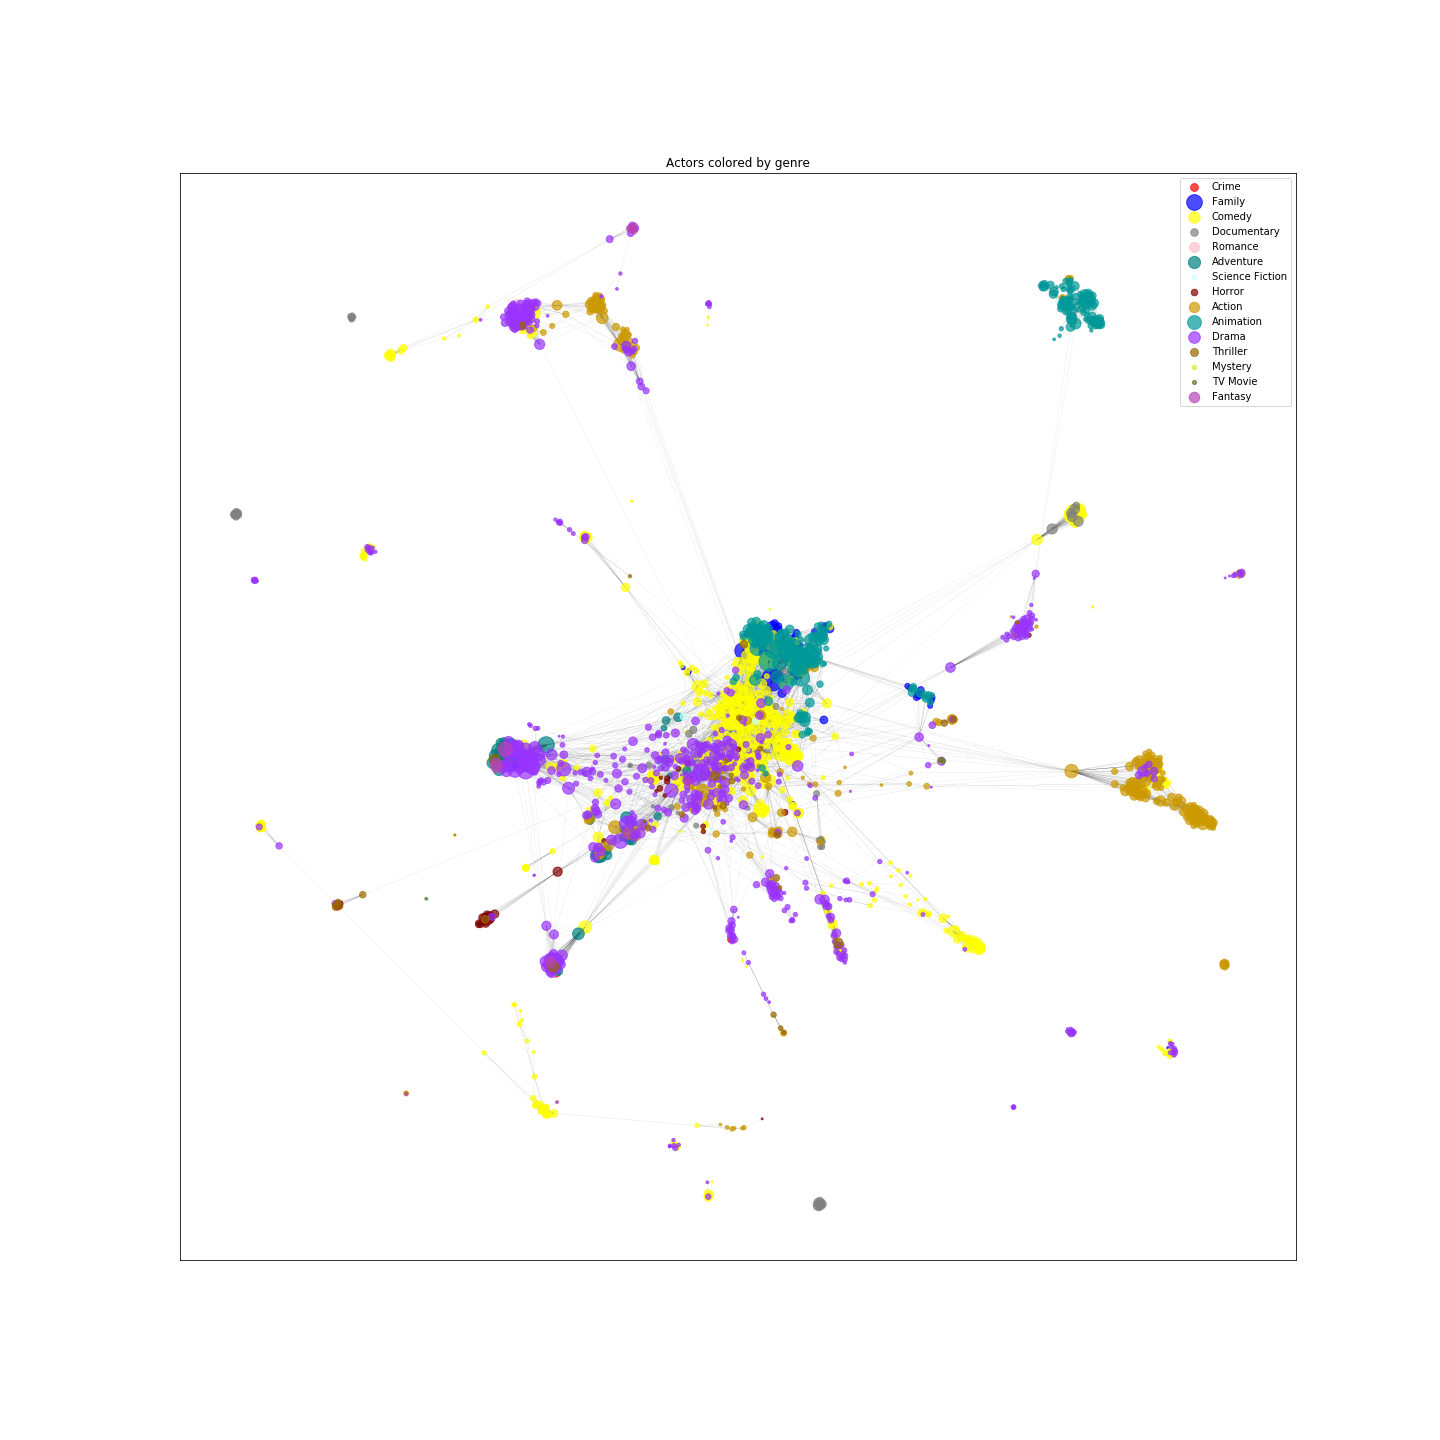 Actors colored by genre
Crime
Family
Comedy
Documentary
Romance
Adventure
Science Fiction
Horror
Action
Animation
Drama
Thriller
Mystery
TV Movie
Fantasy